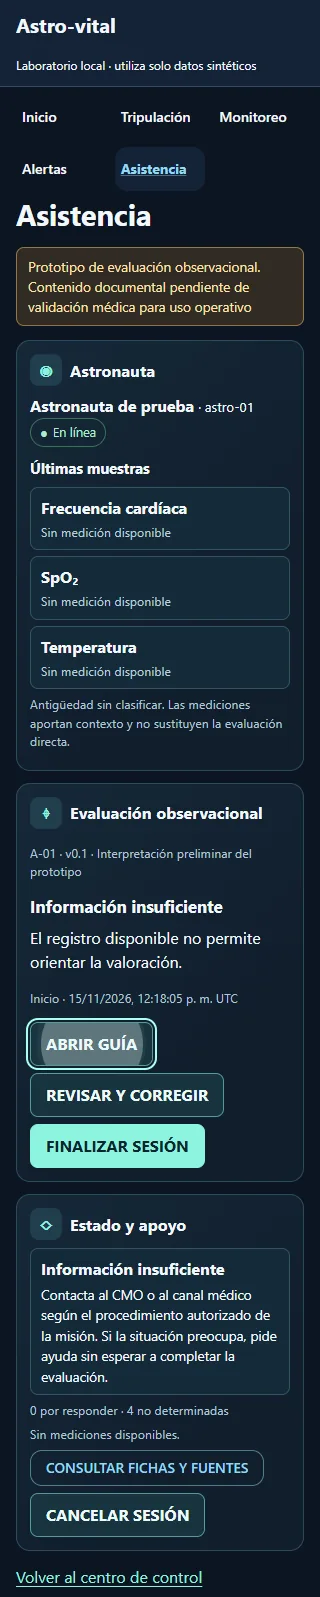 Astro-vital
Laboratorio local · utiliza solo datos sintéticos
Inicio Tripulación Monitoreo
Alertas Asistencia
Asistencia
Prototipo de evaluación observacional.
Contenido documental pendiente de
validación médica para uso operativo
Astronauta
Astronauta de prueba · astro-01
En línea
Últimas muestras
Frecuencia cardíaca
Sin medición disponible
SpO₂
Sin medición disponible
Temperatura
Sin medición disponible
Antigüedad sin clasificar. Las mediciones
aportan contexto y no sustituyen la evaluación
directa.
Evaluación observacional
A-01 · v0.1 · Interpretación preliminar del
prototipo
Información insuficiente
El registro disponible no permite
orientar la valoración.
Inicio · 15/11/2026, 12:18:05 p. m. UTC
ABRIR GUÍA
REVISAR Y CORREGIR
FINALIZAR SESIÓN
Estado y apoyo
Información insuficiente
Contacta al CMO o al canal médico
según el procedimiento autorizado de
la misión. Si la situación preocupa, pide
ayuda sin esperar a completar la
evaluación.
0 por responder · 4 no determinadas
Sin mediciones disponibles.
CONSULTAR FICHAS Y FUENTES
CANCELAR SESIÓN
Volver al centro de control